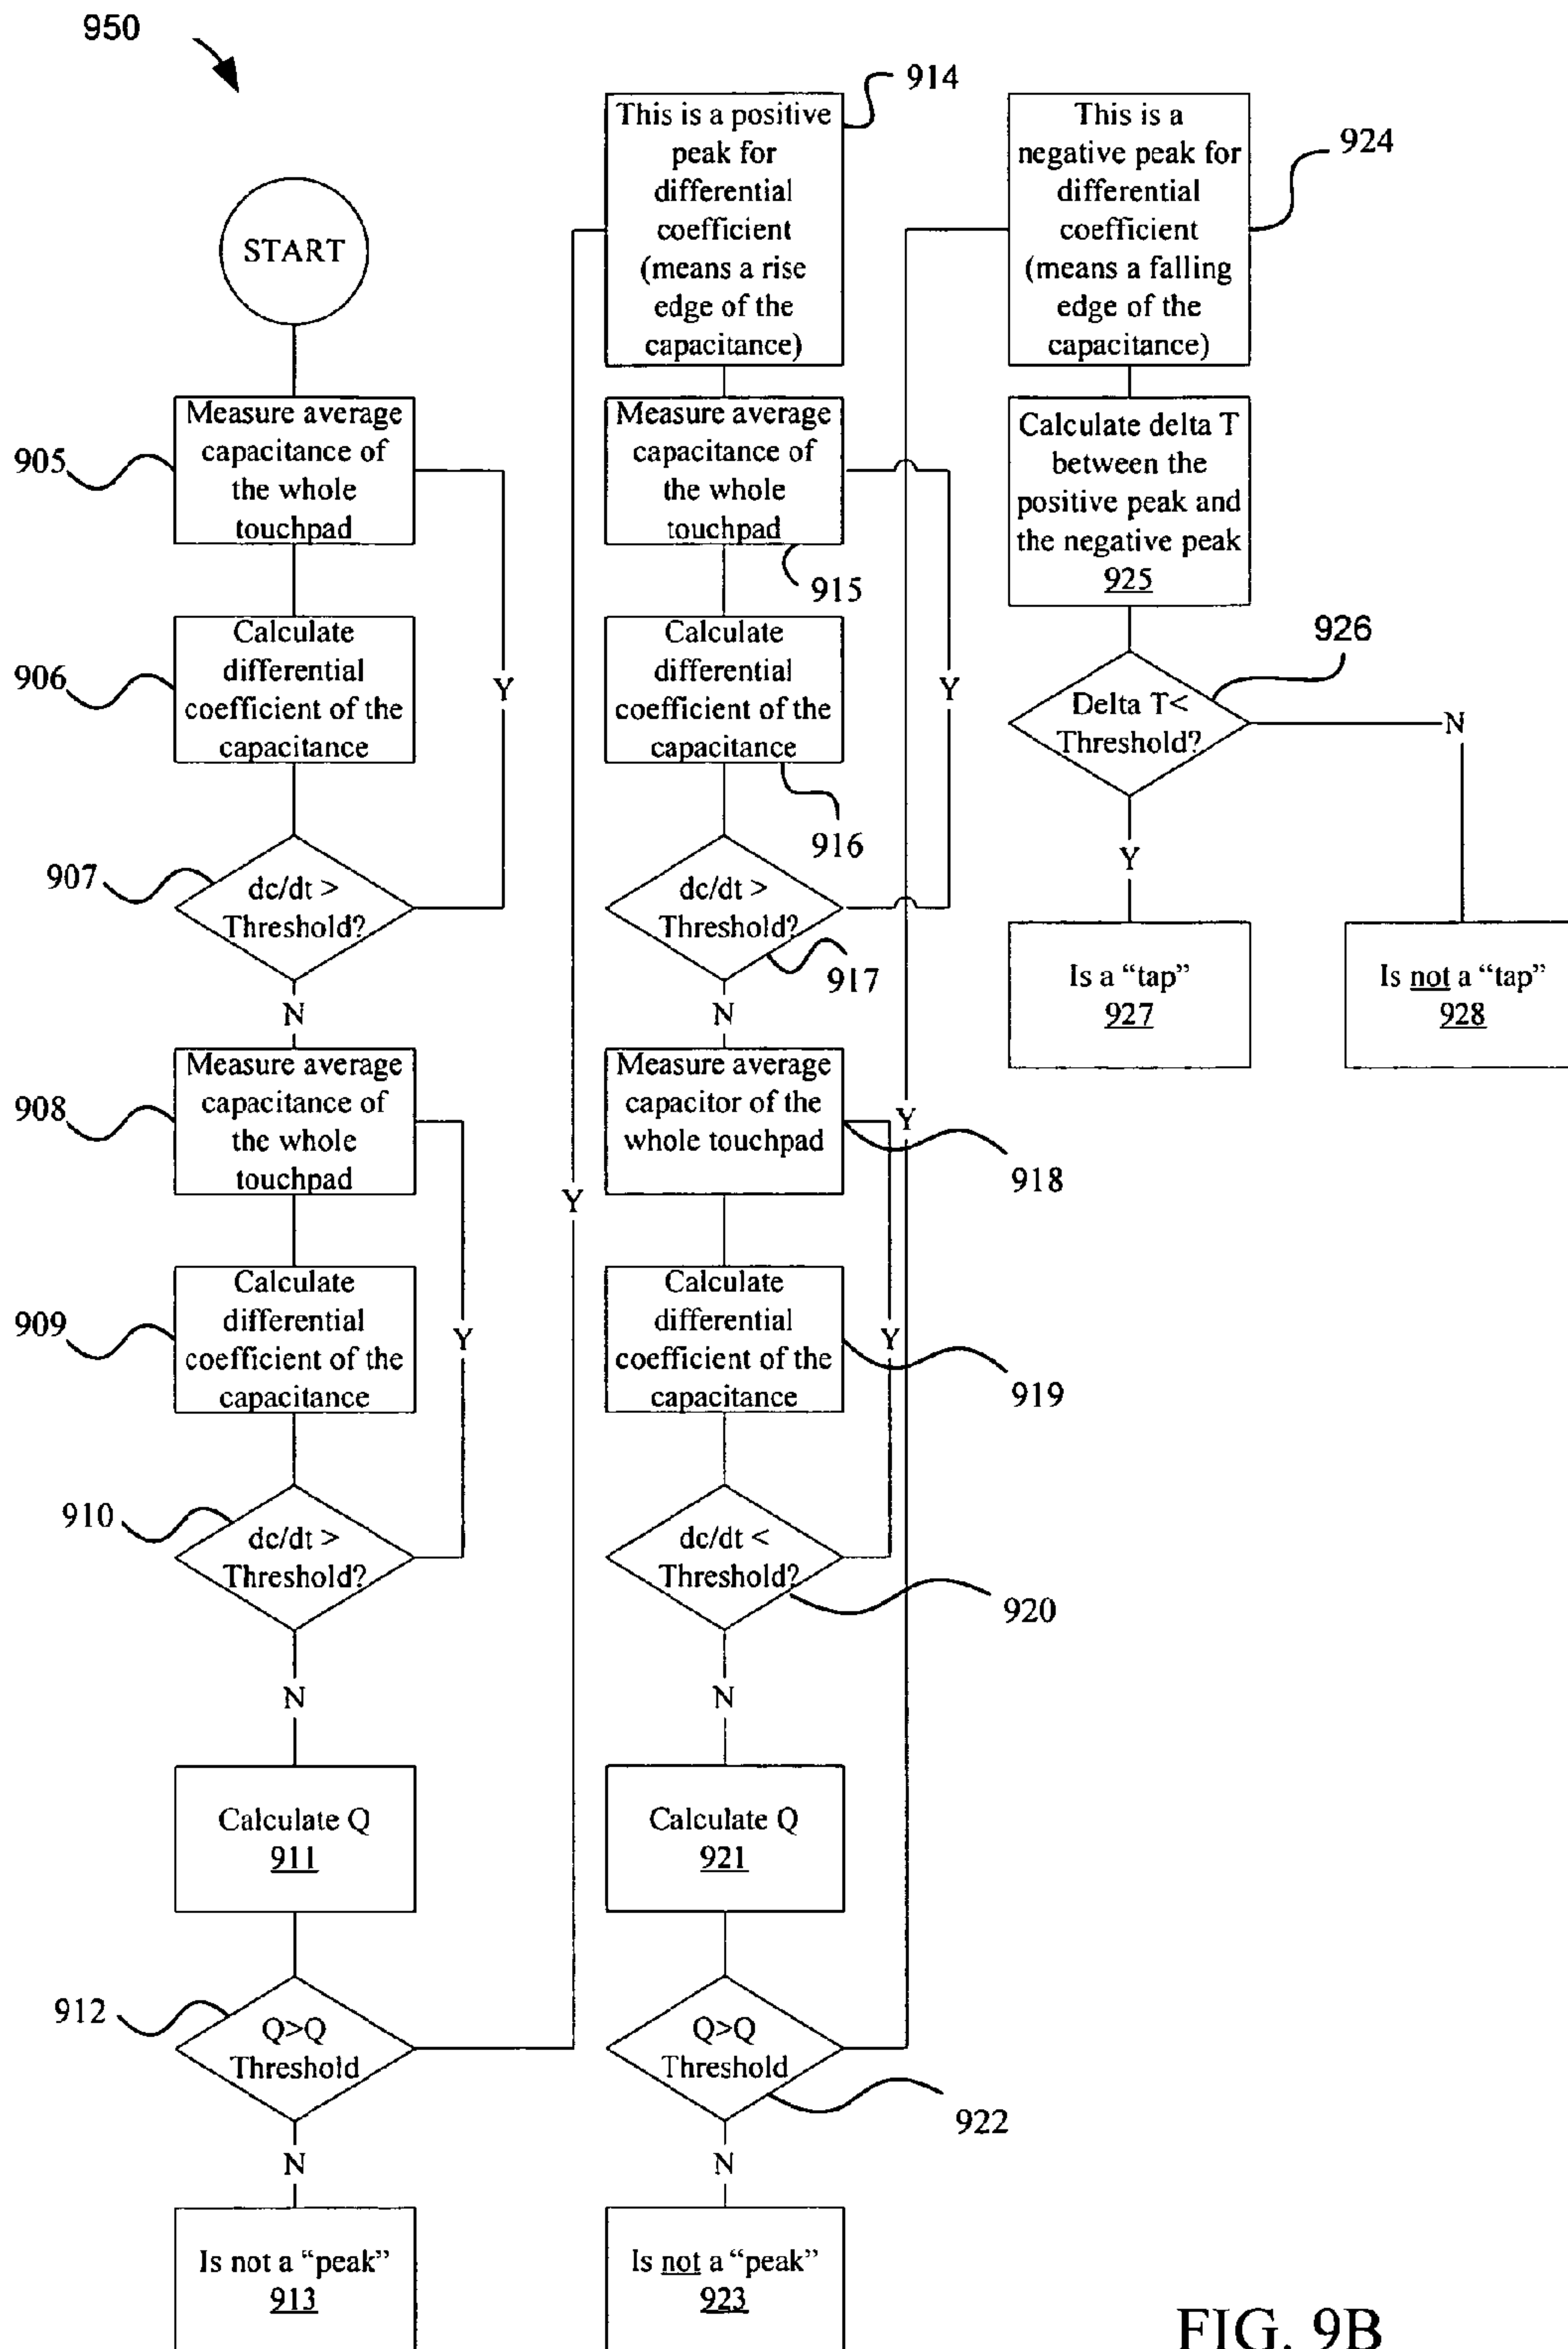 950
START
905
Measure average
capacitance of
the whole
touchpad
906
Calculate
differential
coefficient of the
capacitance
Y
907
dc/dt >
Threshold?
N
908
Measure average
capacitance of
the whole
touchpad
909
Calculate
differential
coefficient of the
capacitance
Y
910
dc/dt >
Threshold?
N
Calculate Q
911
912
Q>Q
Threshold
N
Is not a “peak”
913
Y
914
This is a positive
peak for
differential
coefficient
(means a rise
edge of the
capacitance)
Measure average
capacitance of
the whole
touchpad
915
Calculate
differential
coefficient of the
capacitance
916
Y
dc/dt >
Threshold?
917
N
Measure average
capacitor of the
whole touchpad
918
Calculate
differential
coefficient of the
capacitance
919
Y
dc/dt <
Threshold?
920
N
Calculate Q
921
Q>Q
Threshold
922
N
Is not a “peak”
923
Y
This is a
negative peak for
differential
coefficient
(means a falling
edge of the
capacitance)
924
Calculate delta T
between the
positive peak and
the negative peak
925
926
Delta T<
Threshold?
N
Y
Is a “tap”
927
Is not a “tap”
928
FIG. 9B